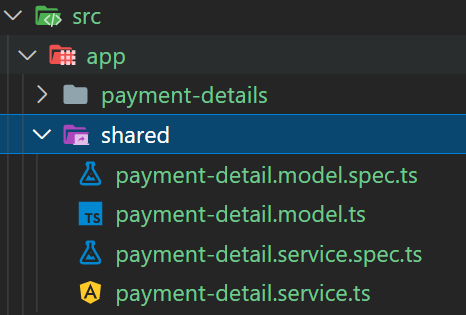 src
app
payment-details
shared
payment-detail.model.spec.ts
TS payment-detail.model.ts
payment-detail.service.spec.ts
A payment-detail.service.ts